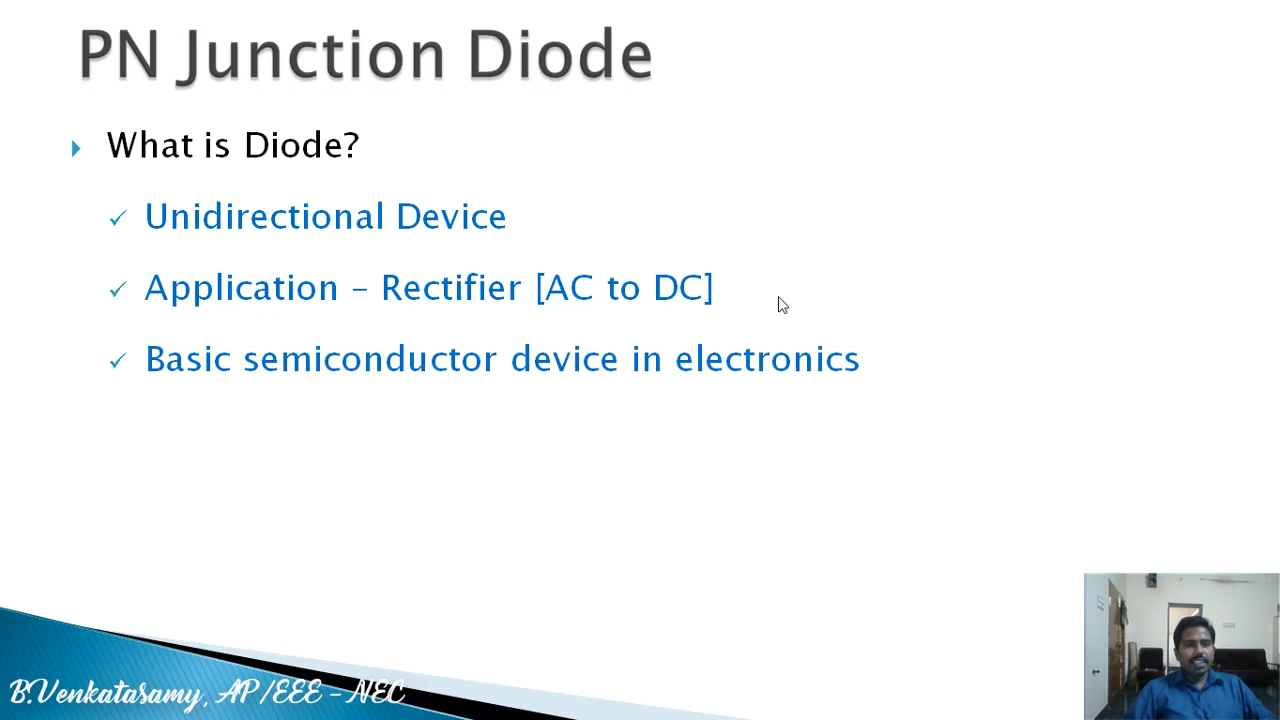 PN Junction Diode
What is Diode?
Unidirectional Device
Application – Rectifier [AC to DC]
Basic semiconductor device in electronics
B.Venkatasamy, AP/EEE - NEC